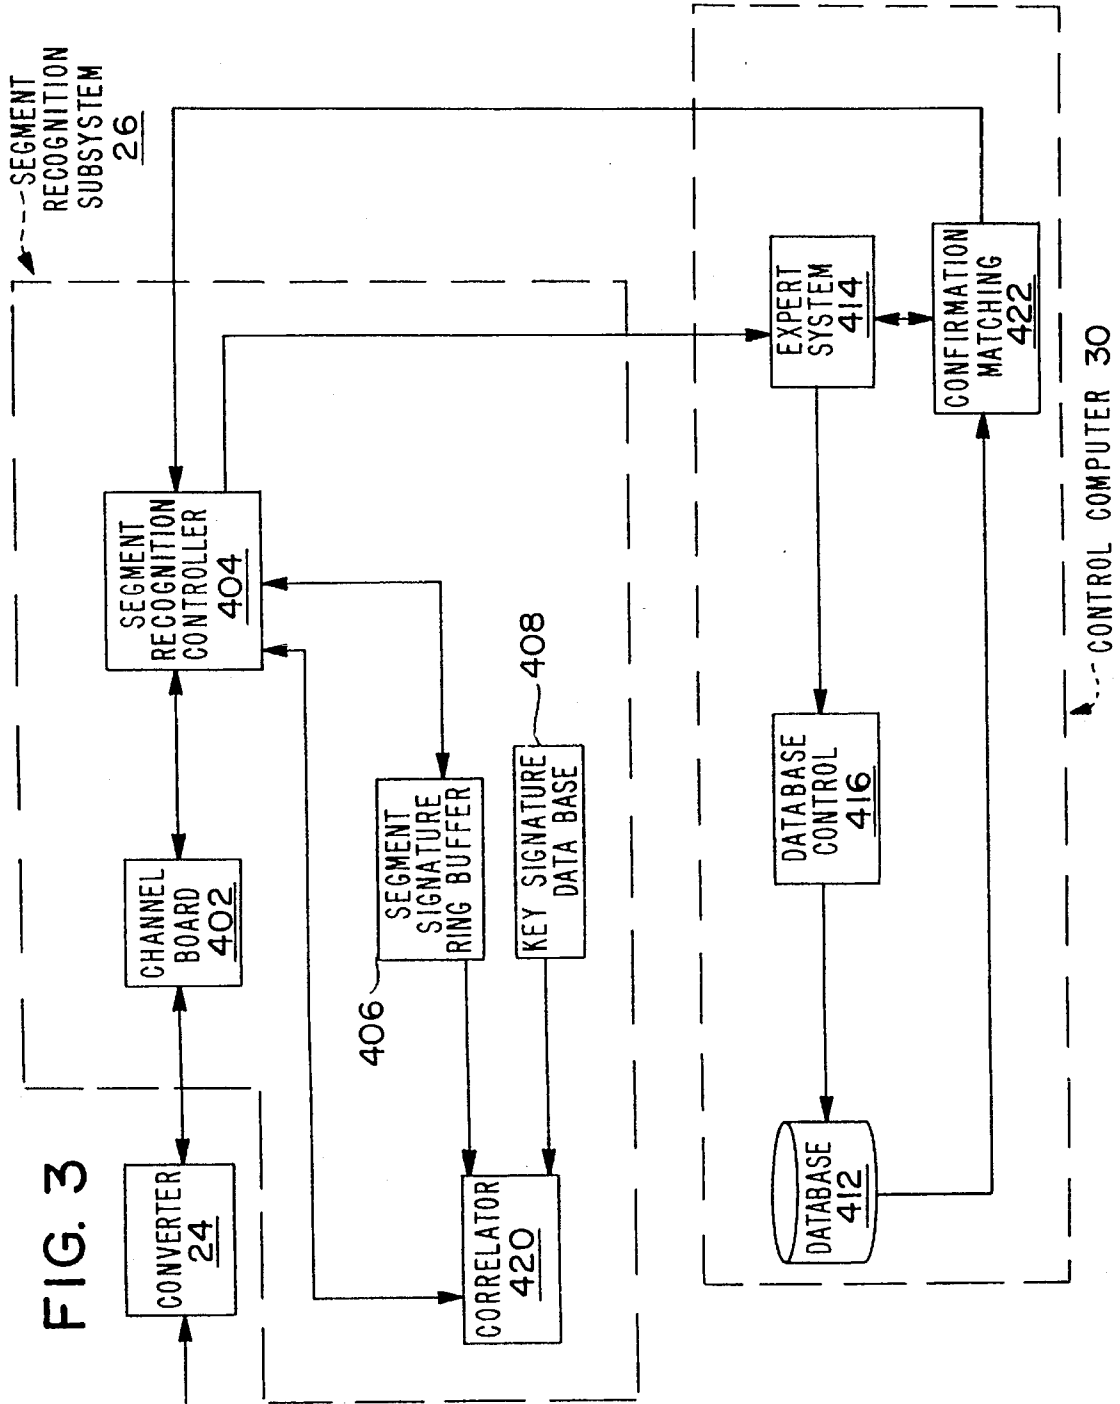 FIG. 3
SEGMENT
RECOGNITION
SUBSYSTEM
26
CONVERTER
24
CHANNEL
BOARD
402
SEGMENT
RECOGNITION
CONTROLLER
404
406
SEGMENT
SIGNATURE
RING BUFFER
408
KEY SIGNATURE
DATA BASE
CORRELATOR
420
DATABASE
412
DATABASE
CONTROL
416
EXPERT
SYSTEM
414
CONFIRMATION
MATCHING
422
CONTROL COMPUTER 30